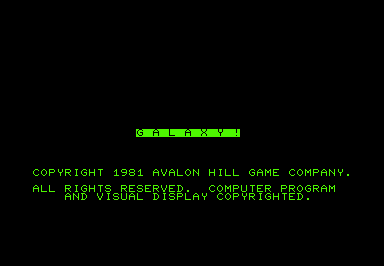 G A L A X Y !
COPYRIGHT 1981 AVALON HILL GAME COMPANY.
ALL RIGHTS RESERVED.  COMPUTER PROGRAM
AND VISUAL DISPLAY COPYRIGHTED.